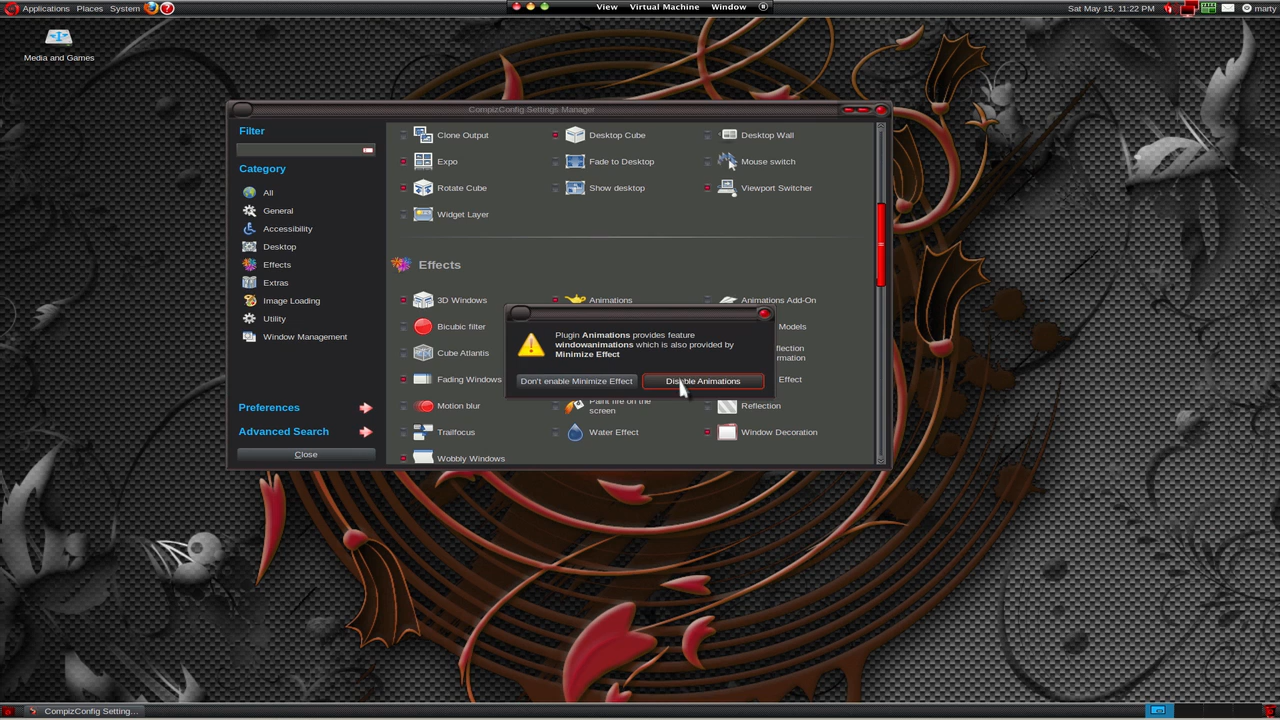 Applications Places System
View Virtual Machine Window
Sat May 15, 11:22 PM
marty
Media and Games
CompizConfig Settings Manager
Filter
Category
All
General
Accessibility
Desktop
Effects
Extras
Image Loading
Utility
Window Management
Preferences
Advanced Search
Close
Clone Output Desktop Cube Desktop Wall
Expo Fade to Desktop Mouse switch
Rotate Cube Show desktop Viewport Switcher
Widget Layer
Effects
3D Windows Animations Animations Add-On
Bicubic filter Models
Cube Atlantis
Fading Windows Effect
Motion blur Paint fire on the
screen Reflection
Trailfocus Water Effect Window Decoration
Wobbly Windows
Plugin Animations provides feature
windowanimations which is also provided by
Minimize Effect
Don't enable Minimize Effect Disable Animations
CompizConfig Setting...